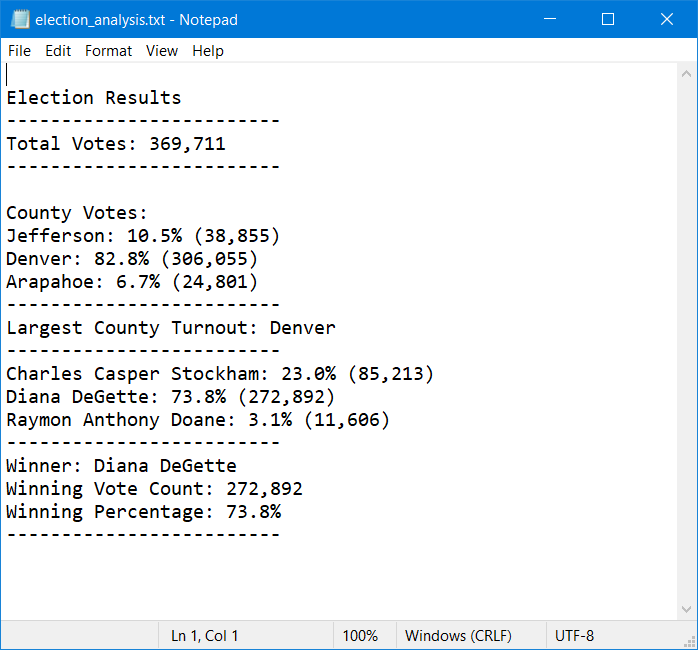 election_analysis.txt - Notepad
File Edit Format View Help
Election Results
-------------------------
Total Votes: 369,711
-------------------------
County Votes:
Jefferson: 10.5% (38,855)
Denver: 82.8% (306,055)
Arapahoe: 6.7% (24,801)
-------------------------
Largest County Turnout: Denver
-------------------------
Charles Casper Stockham: 23.0% (85,213)
Diana DeGette: 73.8% (272,892)
Raymon Anthony Doane: 3.1% (11,606)
-------------------------
Winner: Diana DeGette
Winning Vote Count: 272,892
Winning Percentage: 73.8%
-------------------------
Ln 1, Col 1 100% Windows (CRLF) UTF-8